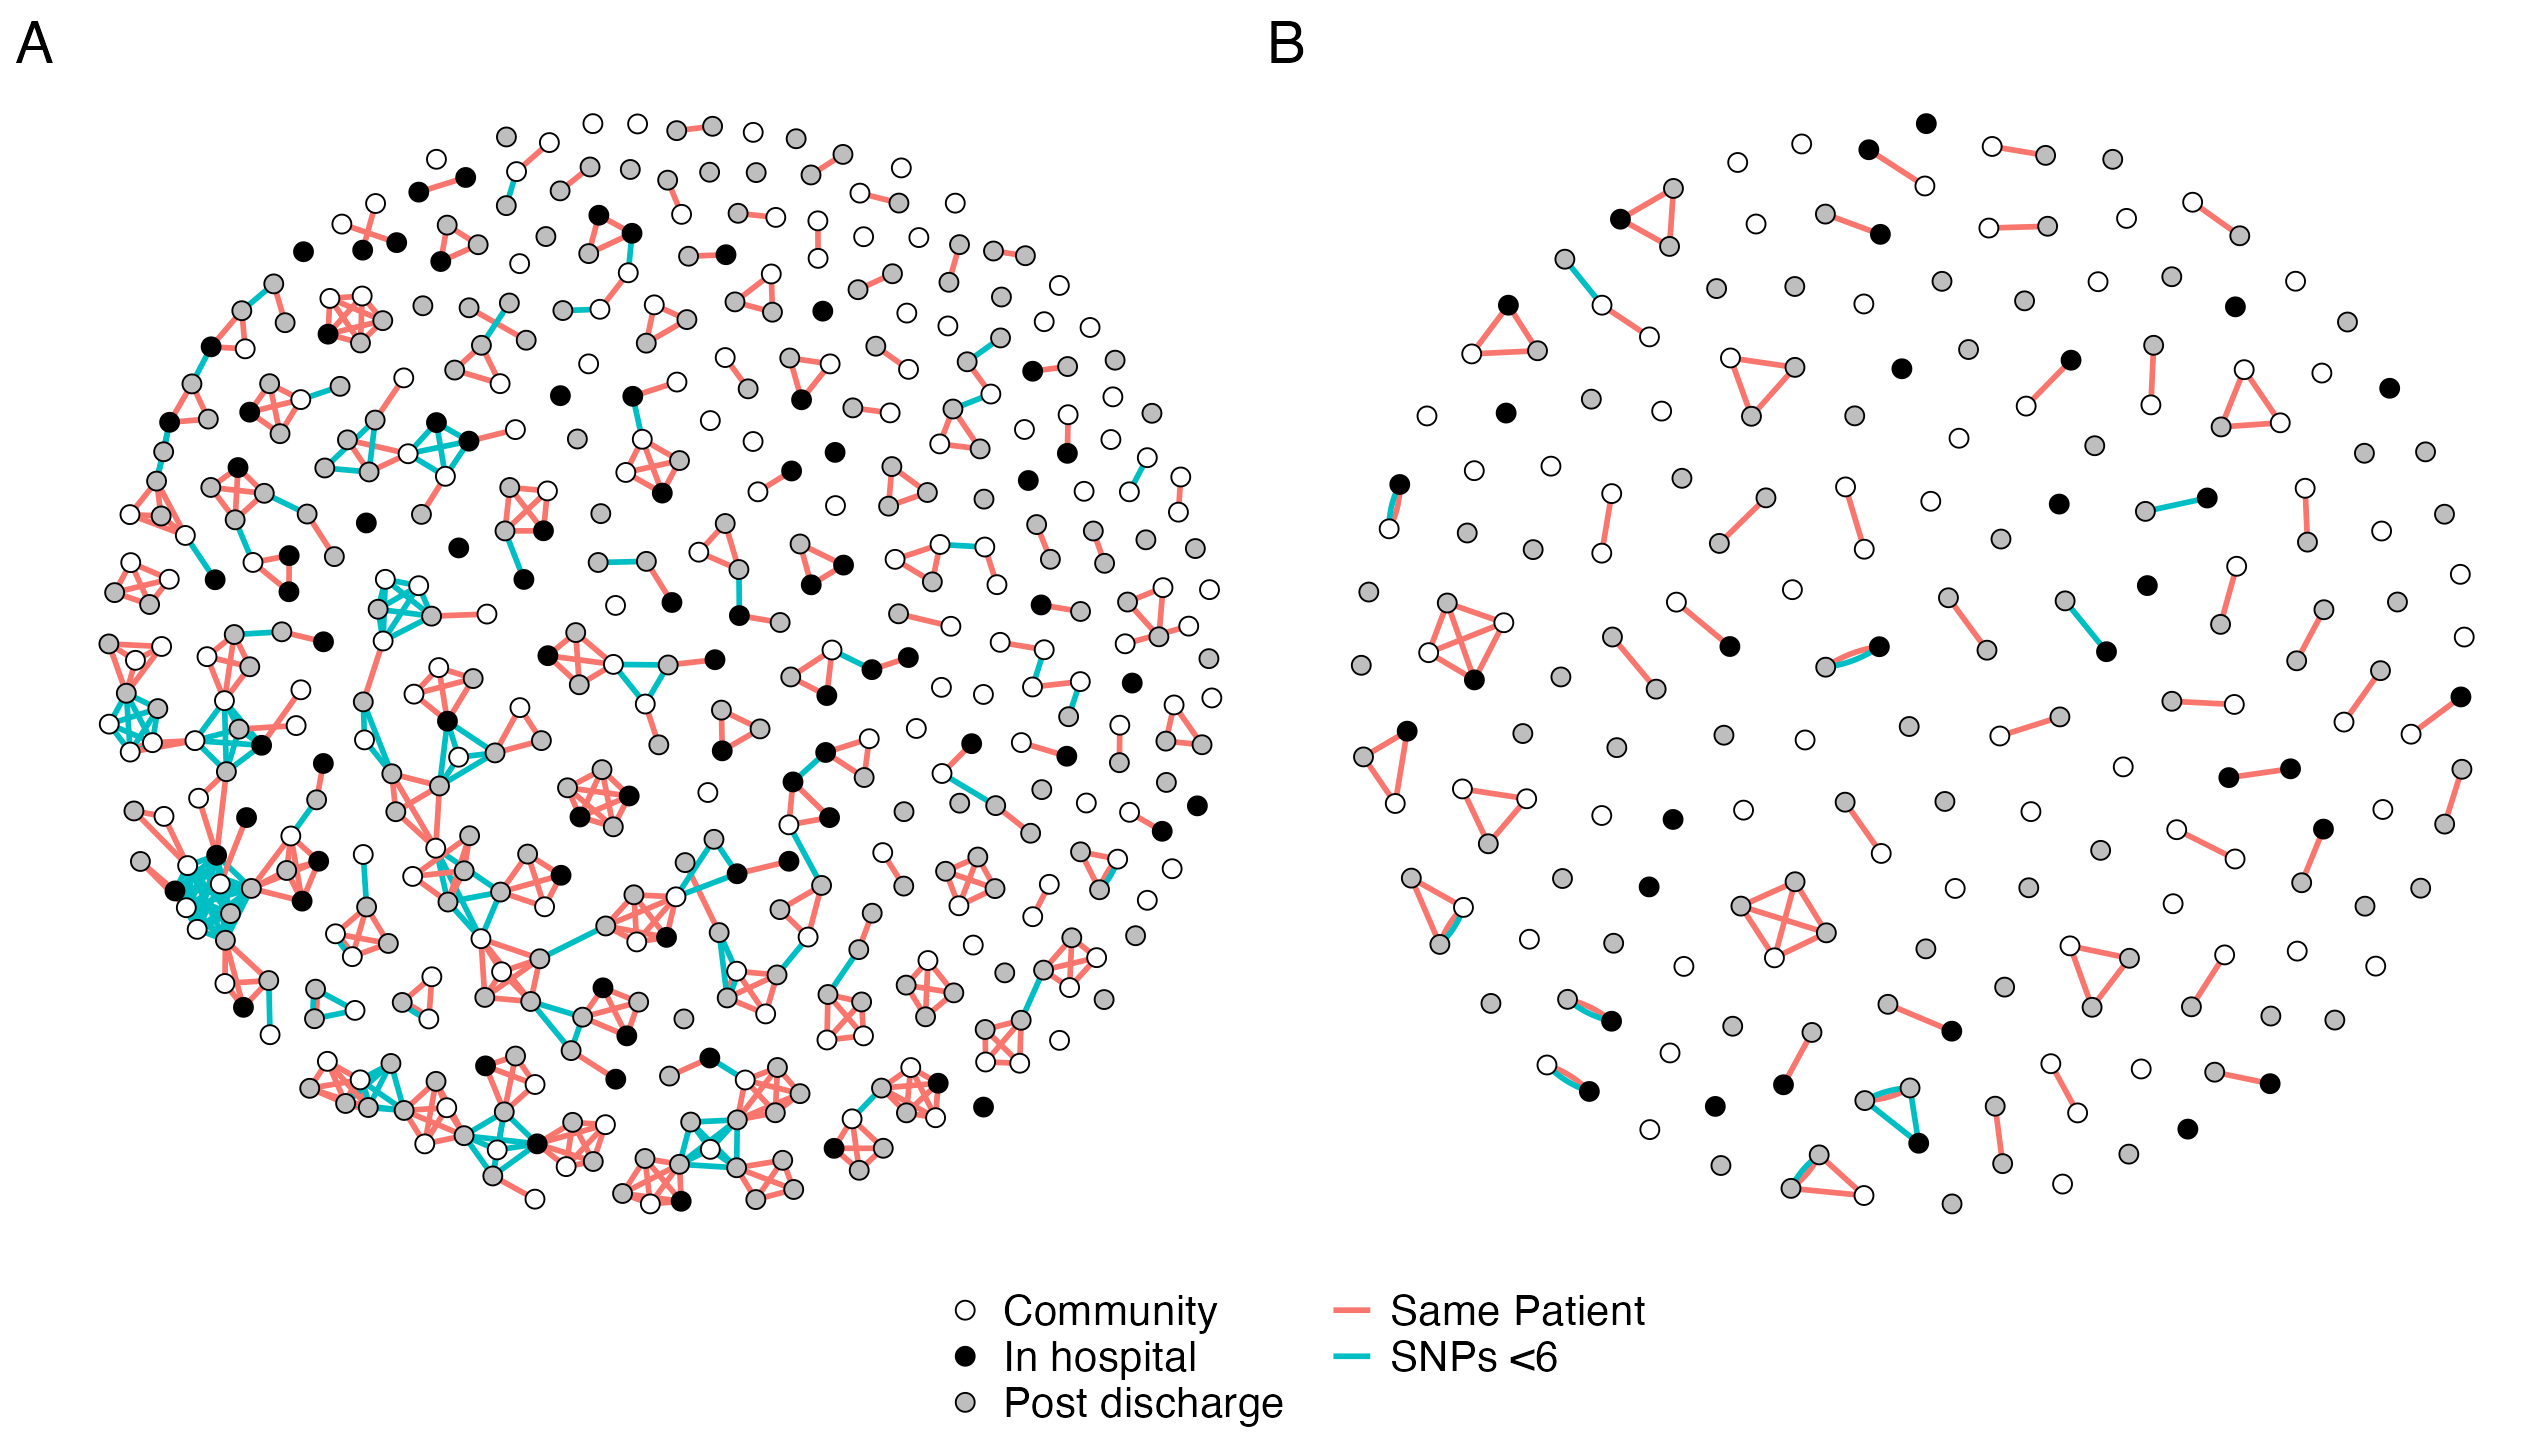 A
B
Community
In hospital
Post discharge
Same Patient
SNPs <6